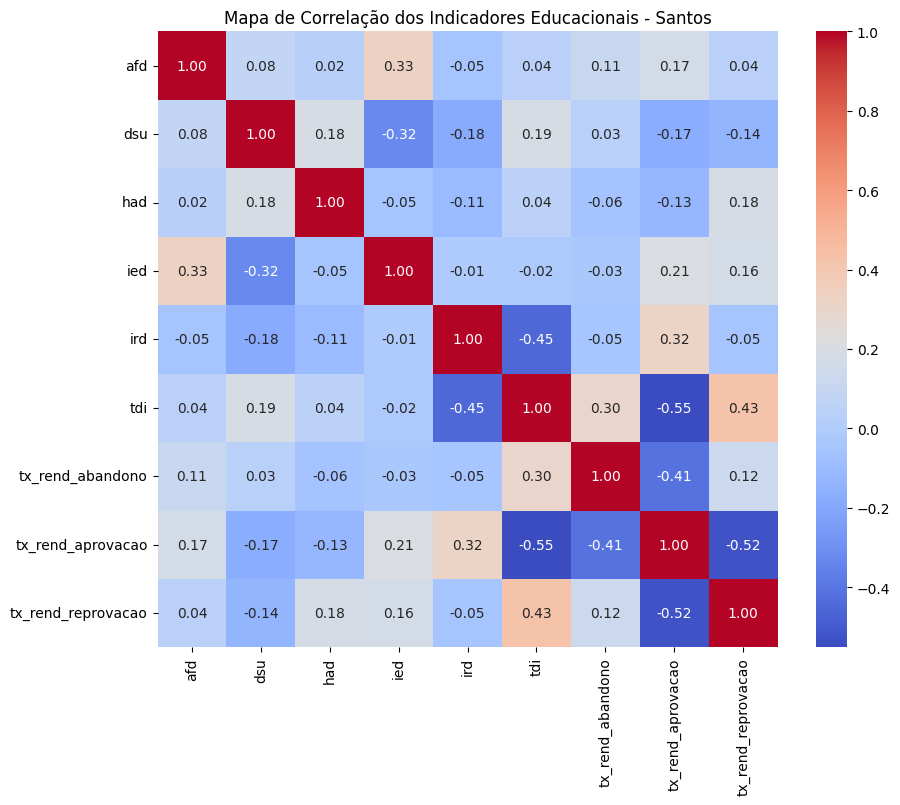 Mapa de Correlação dos Indicadores Educacionais - Santos
afd 1.00 0.08 0.02 0.33 -0.05 0.04 0.11 0.17 0.04
dsu 0.08 1.00 0.18 -0.32 -0.18 0.19 0.03 -0.17 -0.14
had 0.02 0.18 1.00 -0.05 -0.11 0.04 -0.06 -0.13 0.18
ied 0.33 -0.32 -0.05 1.00 -0.01 -0.02 -0.03 0.21 0.16
ird -0.05 -0.18 -0.11 -0.01 1.00 -0.45 -0.05 0.32 -0.05
tdi 0.04 0.19 0.04 -0.02 -0.45 1.00 0.30 -0.55 0.43
tx_rend_abandono 0.11 0.03 -0.06 -0.03 -0.05 0.30 1.00 -0.41 0.12
tx_rend_aprovacao 0.17 -0.17 -0.13 0.21 0.32 -0.55 -0.41 1.00 -0.52
tx_rend_reprovacao 0.04 -0.14 0.18 0.16 -0.05 0.43 0.12 -0.52 1.00
afd dsu had ied ird tdi tx_rend_abandono tx_rend_aprovacao tx_rend_reprovacao
1.0
0.8
0.6
0.4
0.2
0.0
−0.2
−0.4